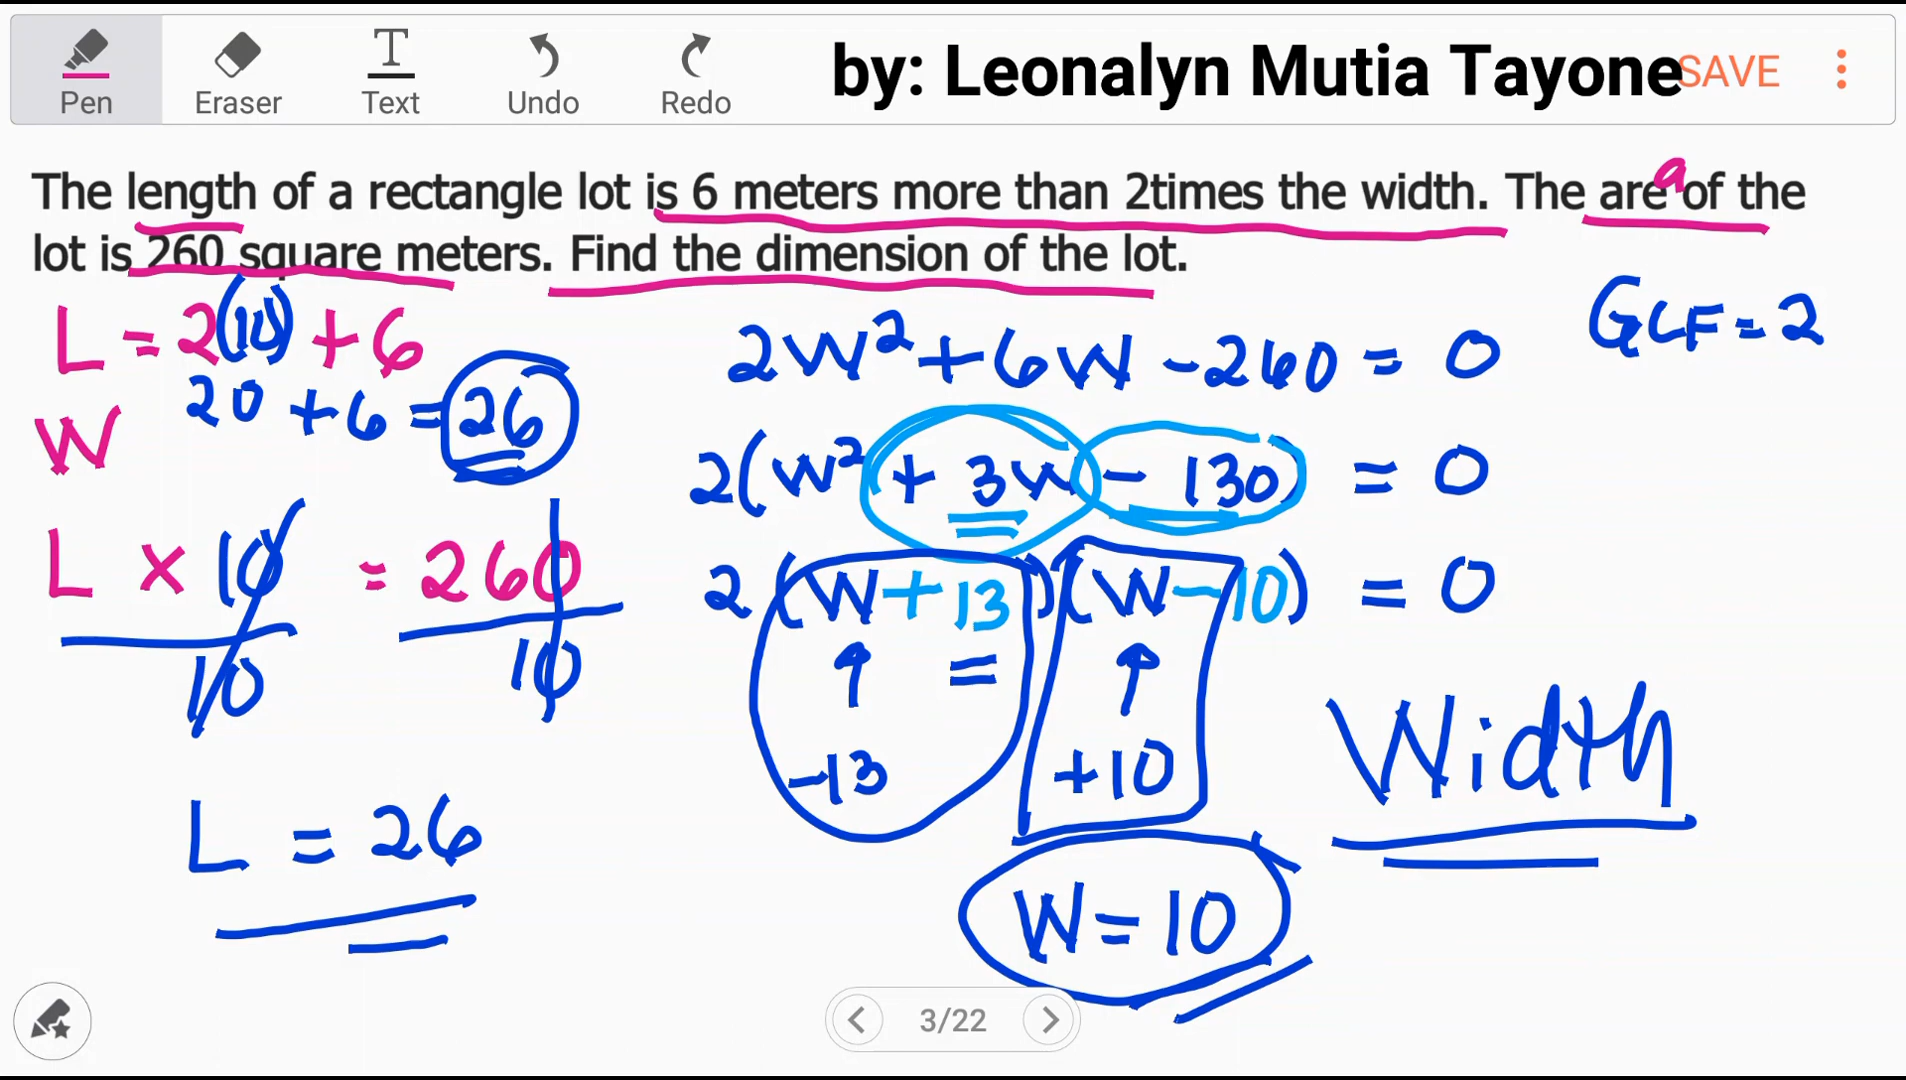 Pen Eraser Text Undo Redo by: Leonalyn Mutia Tayone SAVE
The length of a rectangle lot is 6 meters more than 2times the width. The are a of the
lot is 260 square meters. Find the dimension of the lot.
GCF = 2
L = 2(10) + 6
20 + 6 = 26
W
L × 10 = 260
10 10
L = 26
2W² + 6W - 260 = 0
2(W² + 3W - 130) = 0
2(W + 13)(W - 10) = 0
=
-13 +10
Width
W = 10
3/22